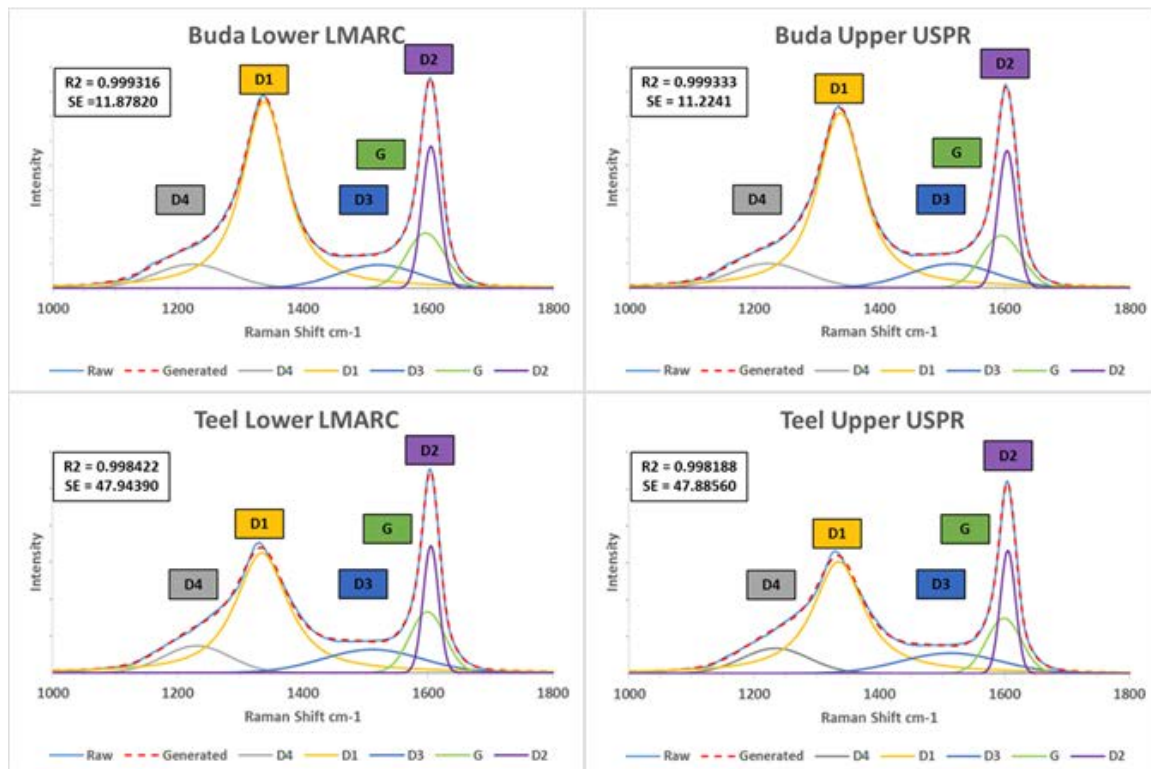 Buda Lower LMARC
R2 = 0.999316
SE =11.87820
D1
D2
G
D4
D3
Intensity
1000 1200 1400 1600 1800
Raman Shift cm-1
Raw Generated D4 D1 D3 G D2
Buda Upper USPR
R2 = 0.999333
SE = 11.2241
D1
D2
G
D4
D3
Intensity
1000 1200 1400 1600 1800
Raman Shift cm-1
Raw Generated D4 D1 D3 G D2
Teel Lower LMARC
R2 = 0.998422
SE = 47.94390
D2
D1
G
D4
D3
Intensity
1000 1200 1400 1600 1800
Raman Shift cm-1
Raw Generated D4 D1 D3 G D2
Teel Upper USPR
R2 = 0.998188
SE = 47.88560
D2
D1
G
D4
D3
Intensity
1000 1200 1400 1600 1800
Raman Shift cm-1
Raw Generated D4 D1 D3 G D2